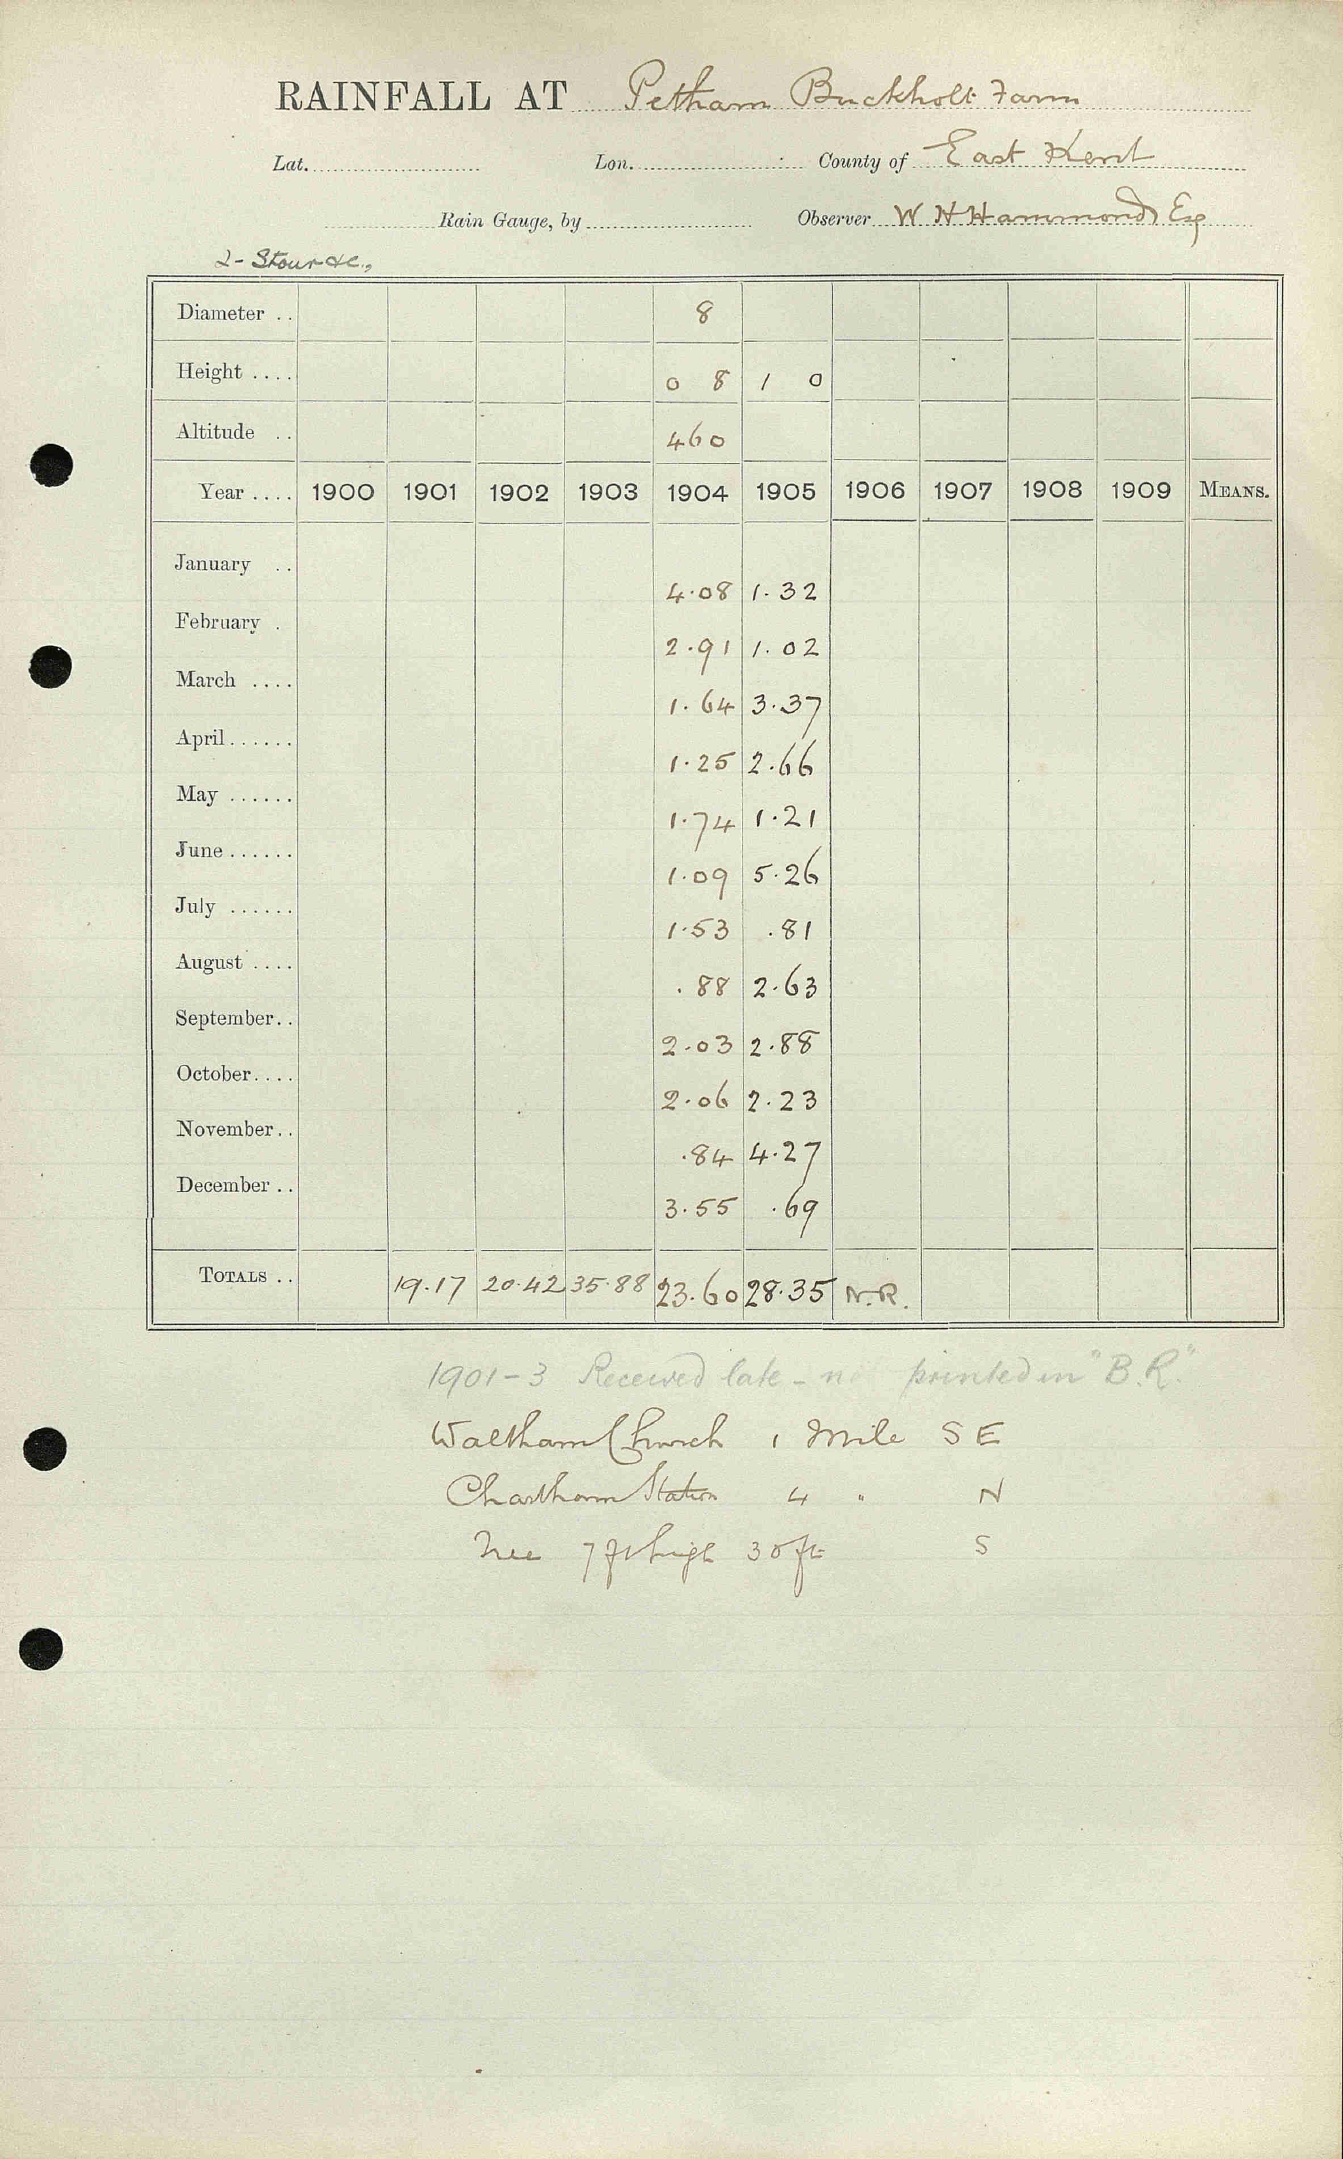 RAINFALL AT Petham Buckholt Farm
Lat. Lon. County of East Kent
Rain Gauge, by Observer W H Hammond Esq
2- Stour &c.,
Diameter .. 8
Height .... 0 8 1 0
Altitude .. 460
Year .... 1900 1901 1902 1903 1904 1905 1906 1907 1908 1909 MEANS.
January .. 4.08 1.32
February . 2.91 1.02
March .... 1.64 3.37
April...... 1.25 2.66
May ...... 1.74 1.21
June...... 1.09 5.26
July ...... 1.53 .81
August .... .88 2.63
September.. 2.03 2.88
October.... 2.06 2.23
November.. .84 4.27
December .. 3.55 .69
TOTALS .. 19.17 20.42 35.88 23.60 28.35 N.R.
1901-3 Received late - printed in "B.R."
Waltham Church 1 Mile S E
Chartham Station 4 " N
Tree 7 ft high 30 ft S